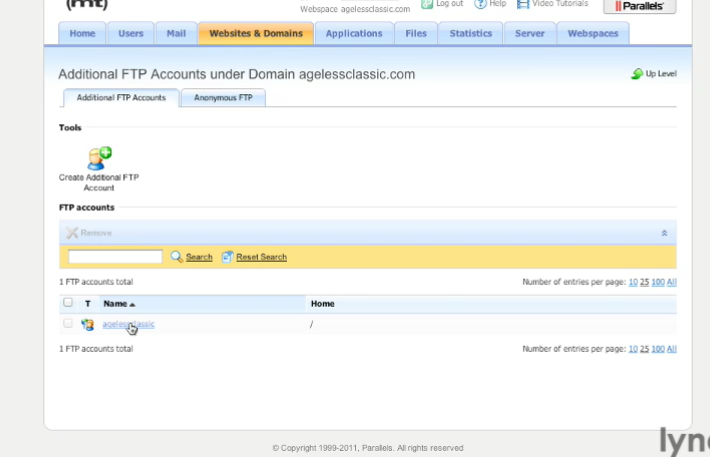 (mt)
Webspace agelessclassic.com Log out Help Video Tutorials
|| Parallels
Home Users Mail Websites & Domains Applications Files Statistics Server Webspaces
Additional FTP Accounts under Domain agelessclassic.com Up Level
Additional FTP Accounts Anonymous FTP
Tools
Create Additional FTP
Account
FTP accounts
Remove
Search Reset Search
1 FTP accounts total Number of entries per page: 10 25 100 All
T Name Home
agelessclassic /
1 FTP accounts total Number of entries per page: 10 25 100 All
© Copyright 1999-2011, Parallels. All rights reserved